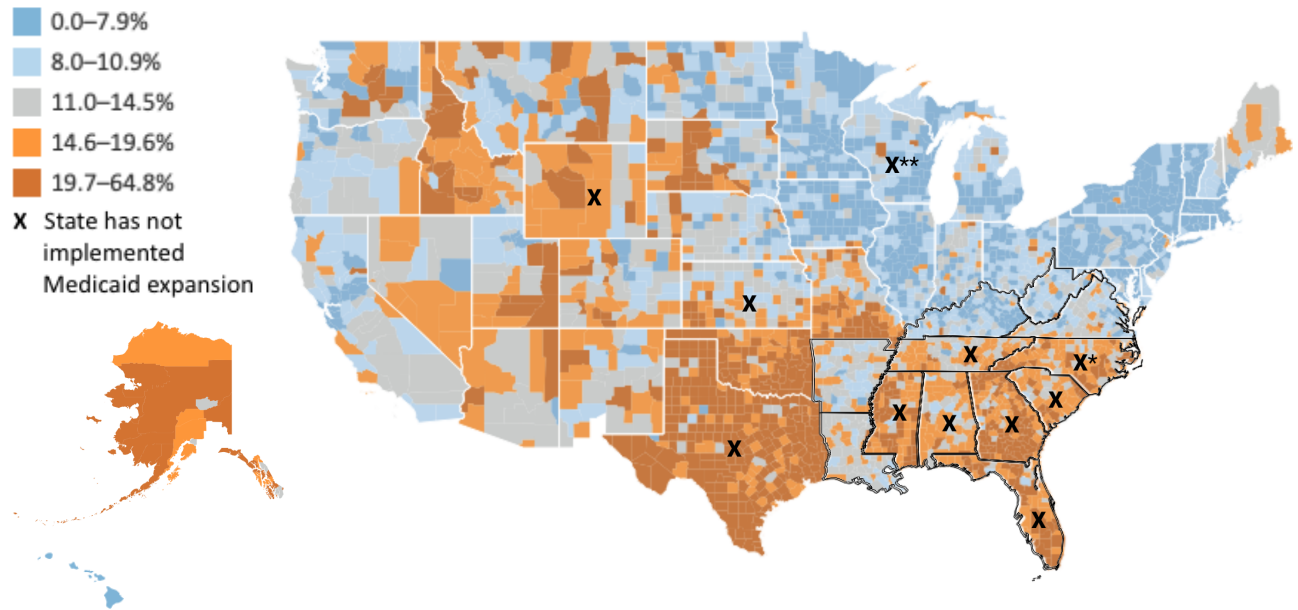 0.0–7.9%
8.0–10.9%
11.0–14.5%
14.6–19.6%
19.7–64.8%
X State has not
implemented
Medicaid expansion
X**
X
X
X
X*
X
X
X
X
X
X